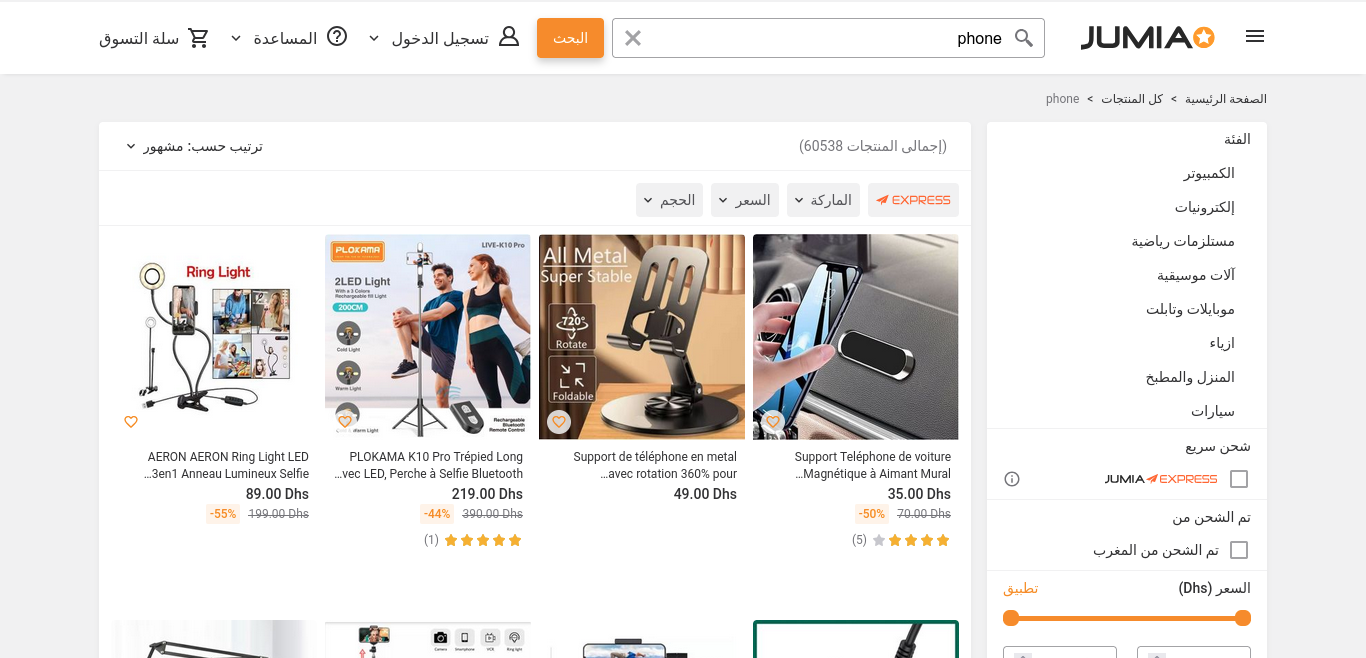 JUMIA
phone
البحث
تسجيل الدخول
المساعدة
سلة التسوق
الصفحة الرئيسية > كل المنتجات > phone
الفئة
الكمبيوتر
إلكترونيات
مستلزمات رياضية
آلات موسيقية
موبايلات وتابلت
ازياء
المنزل والمطبخ
سيارات
شحن سريع
JUMIA EXPRESS
تم الشحن من
تم الشحن من المغرب
السعر (Dhs)
تطبيق
(إجمالى المنتجات 60538)
ترتيب حسب: مشهور
EXPRESS
الماركة
السعر
الحجم
Support Teléphone de voiture
Magnétique à Aimant Mural...
35.00 Dhs
70.00 Dhs
-50%
(5)
All Metal
Super Stable
720°
Rotate
Foldable
Support de téléphone en metal
avec rotation 360% pour...
49.00 Dhs
PLOKAMA
LIVE-K10 Pro
2LED Light
With a 3 Colors
Rechargeable fill Light
200CM
Cold Light
Warm Light
Rechargeable
Bluetooth
Remote Control
PLOKAMA K10 Pro Trépied Long
vec LED, Perche à Selfie Bluetooth...
219.00 Dhs
390.00 Dhs
-44%
(1)
Ring Light
AERON AERON Ring Light LED
3en1 Anneau Lumineux Selfie...
89.00 Dhs
199.00 Dhs
-55%
Camera
Smartphone
VCR
Ring light